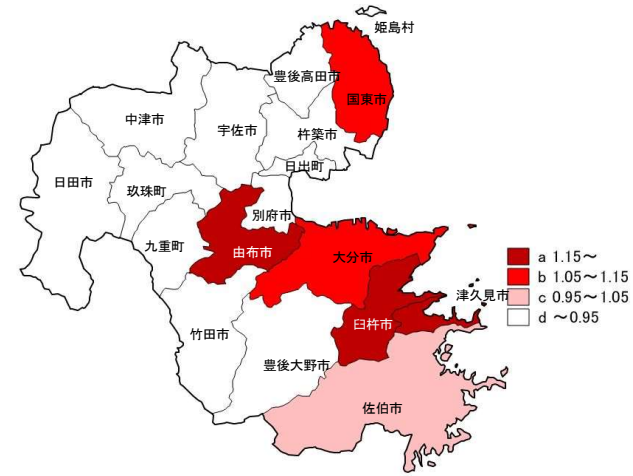 姫島村
豊後高田市
国東市
中津市
宇佐市
杵築市
日出町
日田市
玖珠町
別府市
九重町
由布市
大分市
津久見市
臼杵市
竹田市
豊後大野市
佐伯市
a 1.15～
b 1.05～1.15
c 0.95～1.05
d ～0.95